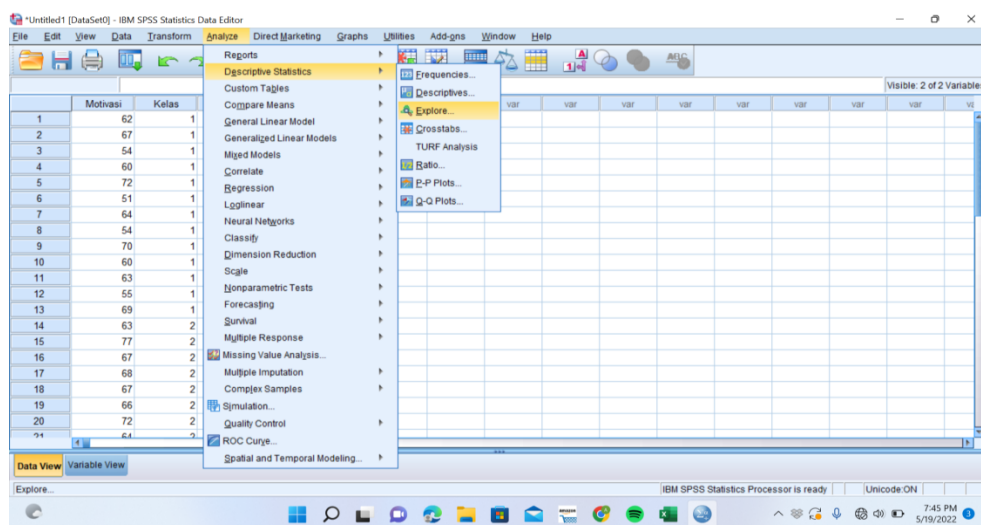 *Untitled1 [DataSet0] - IBM SPSS Statistics Data Editor
File Edit View Data Transform Analyze Direct Marketing Graphs Utilities Add-ons Window Help
Visible: 2 of 2 Variable
Motivasi Kelas var var var var var var var var
1 62 1
2 67 1
3 54 1
4 60 1
5 72 1
6 51 1
7 64 1
8 54 1
9 70 1
10 60 1
11 63 1
12 55 1
13 69 1
14 63 2
15 77 2
16 67 2
17 68 2
18 67 2
19 66 2
20 72 2
21 64 2
Reports
Descriptive Statistics
Custom Tables
Compare Means
General Linear Model
Generalized Linear Models
Mixed Models
Correlate
Regression
Loglinear
Neural Networks
Classify
Dimension Reduction
Scale
Nonparametric Tests
Forecasting
Survival
Multiple Response
Missing Value Analysis...
Multiple Imputation
Complex Samples
Simulation...
Quality Control
ROC Curve...
Spatial and Temporal Modeling...
Frequencies...
Descriptives...
Explore...
Crosstabs...
TURF Analysis
Ratio...
P-P Plots...
Q-Q Plots...
Data View Variable View
Explore... IBM SPSS Statistics Processor is ready Unicode:ON
7:45 PM
5/19/2022 3